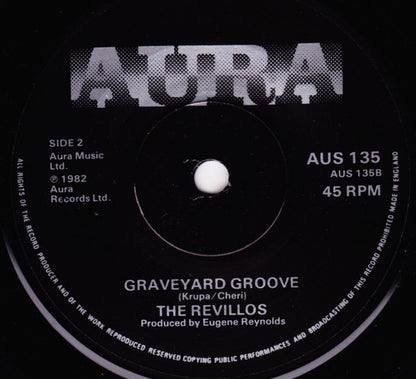 AURA
SIDE 2
Aura Music
Ltd.
℗ 1982
Aura
Records Ltd.
AUS 135
AUS 135B
45 RPM
GRAVEYARD GROOVE
(Krupa/Cheri)
THE REVILLOS
Produced by Eugene Reynolds
ALL RIGHTS OF THE RECORD PRODUCER AND OF THE WORK REPRODUCED RESERVED COPYING PUBLIC PERFORMANCES AND BROADCASTING OF THIS RECORD PROHIBITED MADE IN ENGLAND